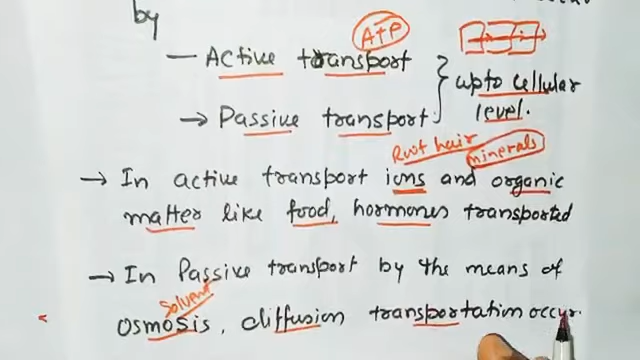 by
ATP
— Active transport
→ Passive transport
upto cellular
level.
Root hair
minerals
→ In active transport ions and organic
matter like food, hormones transported
→ In Passive transport by the means of
Solvent
osmosis, diffusion transportation occur.